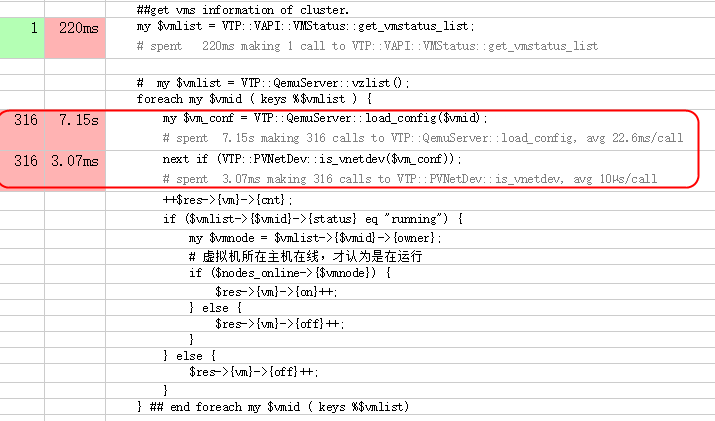 ##get vms information of cluster.
1 220ms my $vmlist = VTP::VAPI::VMStatus::get_vmstatus_list;
# spent 220ms making 1 call to VTP::VAPI::VMStatus::get_vmstatus_list
# my $vmlist = VTP::QemuServer::vzlist();
foreach my $vmid ( keys %$vmlist ) {
316 7.15s my $vm_conf = VTP::QemuServer::load_config($vmid);
# spent 7.15s making 316 calls to VTP::QemuServer::load_config, avg 22.6ms/call
316 3.07ms next if (VTP::PVNetDev::is_vnetdev($vm_conf));
# spent 3.07ms making 316 calls to VTP::PVNetDev::is_vnetdev, avg 10µs/call
++$res->{vm}->{cnt};
if ($vmlist->{$vmid}->{status} eq "running") {
my $vmnode = $vmlist->{$vmid}->{owner};
# 虚拟机所在主机在线，才认为是在运行
if ($nodes_online->{$vmnode}) {
$res->{vm}->{on}++;
} else {
$res->{vm}->{off}++;
}
} else {
$res->{vm}->{off}++;
}
} ## end foreach my $vmid ( keys %$vmlist)